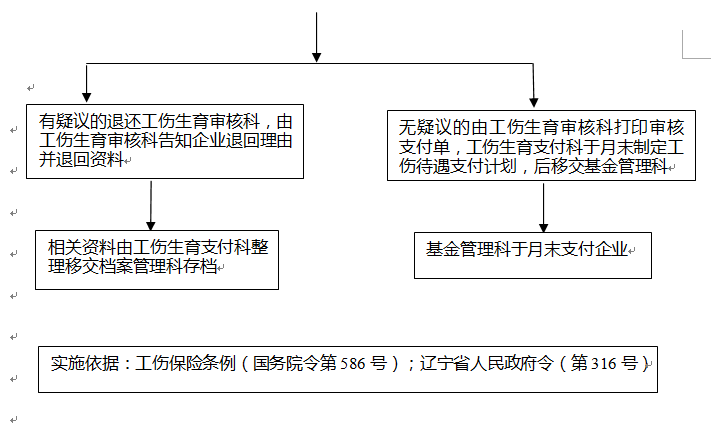 有疑议的退还工伤生育审核科，由
工伤生育审核科告知企业退回理由
并退回资料
无疑议的由工伤生育审核科打印审核
支付单，工伤生育支付科于月末制定工
伤待遇支付计划，后移交基金管理科
相关资料由工伤生育支付科整
理移交档案管理科存档
基金管理科于月末支付企业
实施依据：工伤保险条例（国务院令第 586 号）；辽宁省人民政府令（第 316 号）